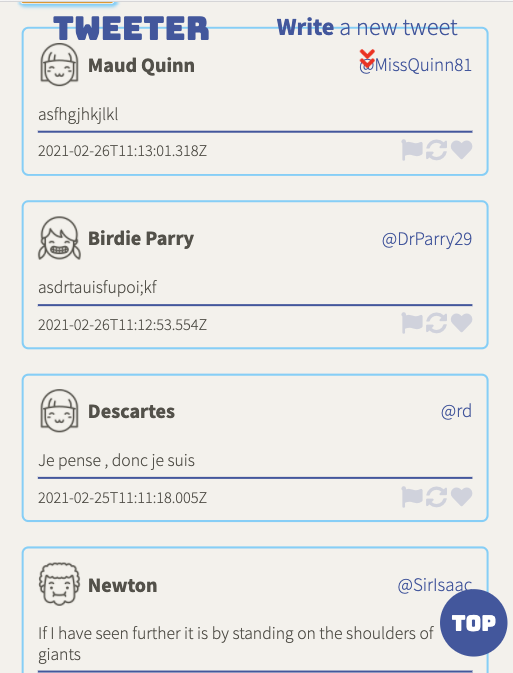 TWEETER
Write a new tweet
Maud Quinn
@MissQuinn81
asfhgjhkjlkl
2021-02-26T11:13:01.318Z
Birdie Parry
@DrParry29
asdrtauisfupoi;kf
2021-02-26T11:12:53.554Z
Descartes
@rd
Je pense , donc je suis
2021-02-25T11:11:18.005Z
Newton
@SirIsaac
If I have seen further it is by standing on the shoulders of
giants
TOP